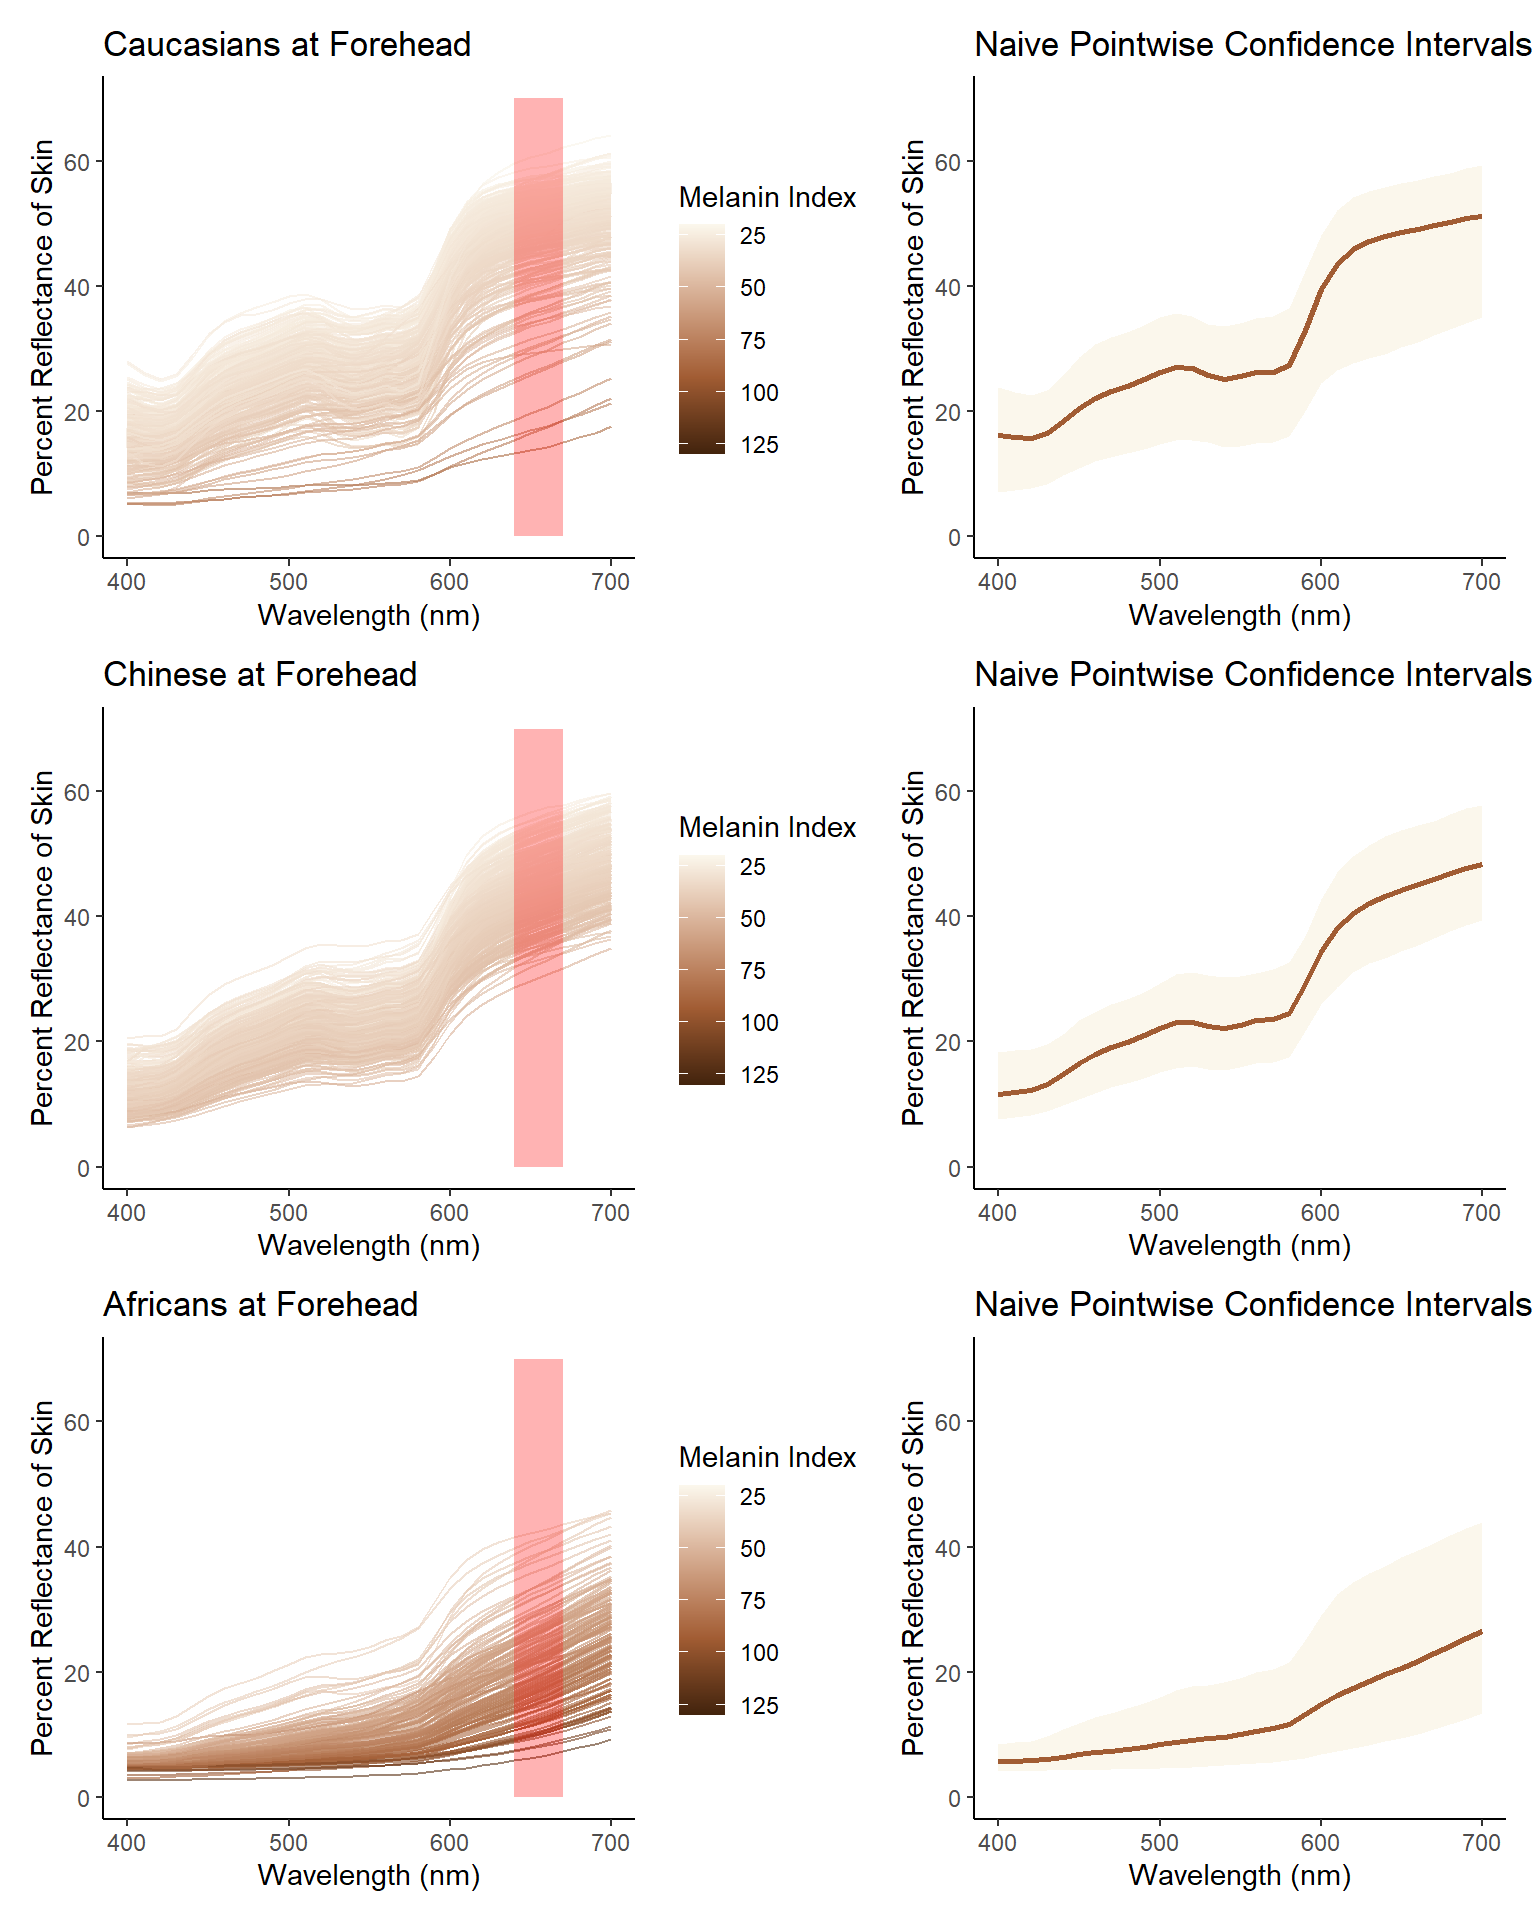 Caucasians at Forehead
Naive Pointwise Confidence Intervals
Percent Reflectance of Skin
60
40
20
0
400 500 600 700
Wavelength (nm)
Melanin Index
25
50
75
100
125
Percent Reflectance of Skin
60
40
20
0
400 500 600 700
Wavelength (nm)
Chinese at Forehead
Naive Pointwise Confidence Intervals
Percent Reflectance of Skin
60
40
20
0
400 500 600 700
Wavelength (nm)
Melanin Index
25
50
75
100
125
Percent Reflectance of Skin
60
40
20
0
400 500 600 700
Wavelength (nm)
Africans at Forehead
Naive Pointwise Confidence Intervals
Percent Reflectance of Skin
60
40
20
0
400 500 600 700
Wavelength (nm)
Melanin Index
25
50
75
100
125
Percent Reflectance of Skin
60
40
20
0
400 500 600 700
Wavelength (nm)